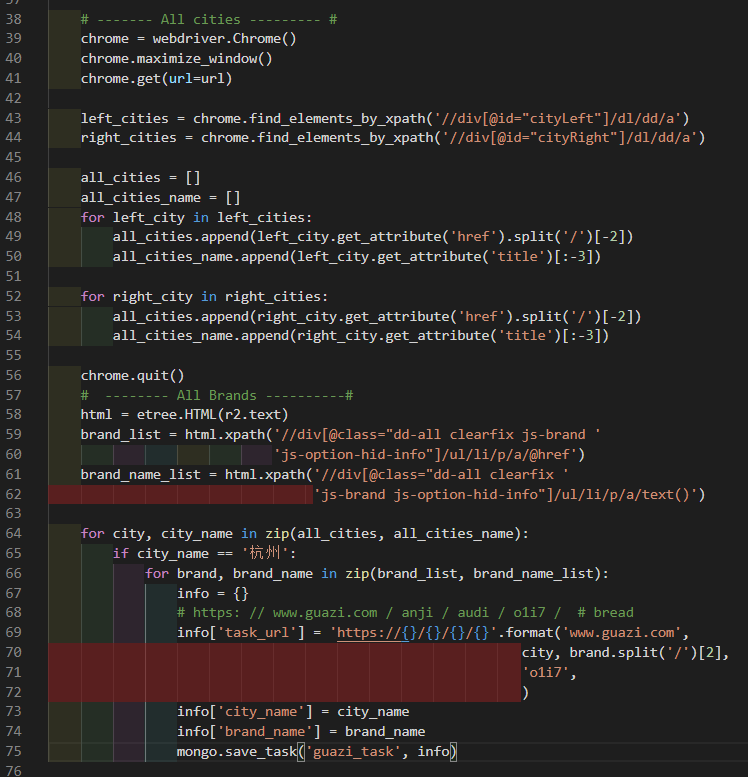 37
38 # ------- All cities --------- #
39 chrome = webdriver.Chrome()
40 chrome.maximize_window()
41 chrome.get(url=url)
42
43 left_cities = chrome.find_elements_by_xpath('//div[@id="cityLeft"]/dl/dd/a')
44 right_cities = chrome.find_elements_by_xpath('//div[@id="cityRight"]/dl/dd/a')
45
46 all_cities = []
47 all_cities_name = []
48 for left_city in left_cities:
49 all_cities.append(left_city.get_attribute('href').split('/')[-2])
50 all_cities_name.append(left_city.get_attribute('title')[:-3])
51
52 for right_city in right_cities:
53 all_cities.append(right_city.get_attribute('href').split('/')[-2])
54 all_cities_name.append(right_city.get_attribute('title')[:-3])
55
56 chrome.quit()
57 # -------- All Brands ----------#
58 html = etree.HTML(r2.text)
59 brand_list = html.xpath('//div[@class="dd-all clearfix js-brand '
60 'js-option-hid-info"]/ul/li/p/a/@href')
61 brand_name_list = html.xpath('//div[@class="dd-all clearfix '
62 'js-brand js-option-hid-info"]/ul/li/p/a/text()')
63
64 for city, city_name in zip(all_cities, all_cities_name):
65 if city_name == '杭州':
66 for brand, brand_name in zip(brand_list, brand_name_list):
67 info = {}
68 # https: // www.guazi.com / anji / audi / o1i7 / # bread
69 info['task_url'] = 'https://{}/{}/{}/{}'.format('www.guazi.com',
70 city, brand.split('/')[2],
71 'o1i7',
72 )
73 info['city_name'] = city_name
74 info['brand_name'] = brand_name
75 mongo.save_task('guazi_task', info)
76